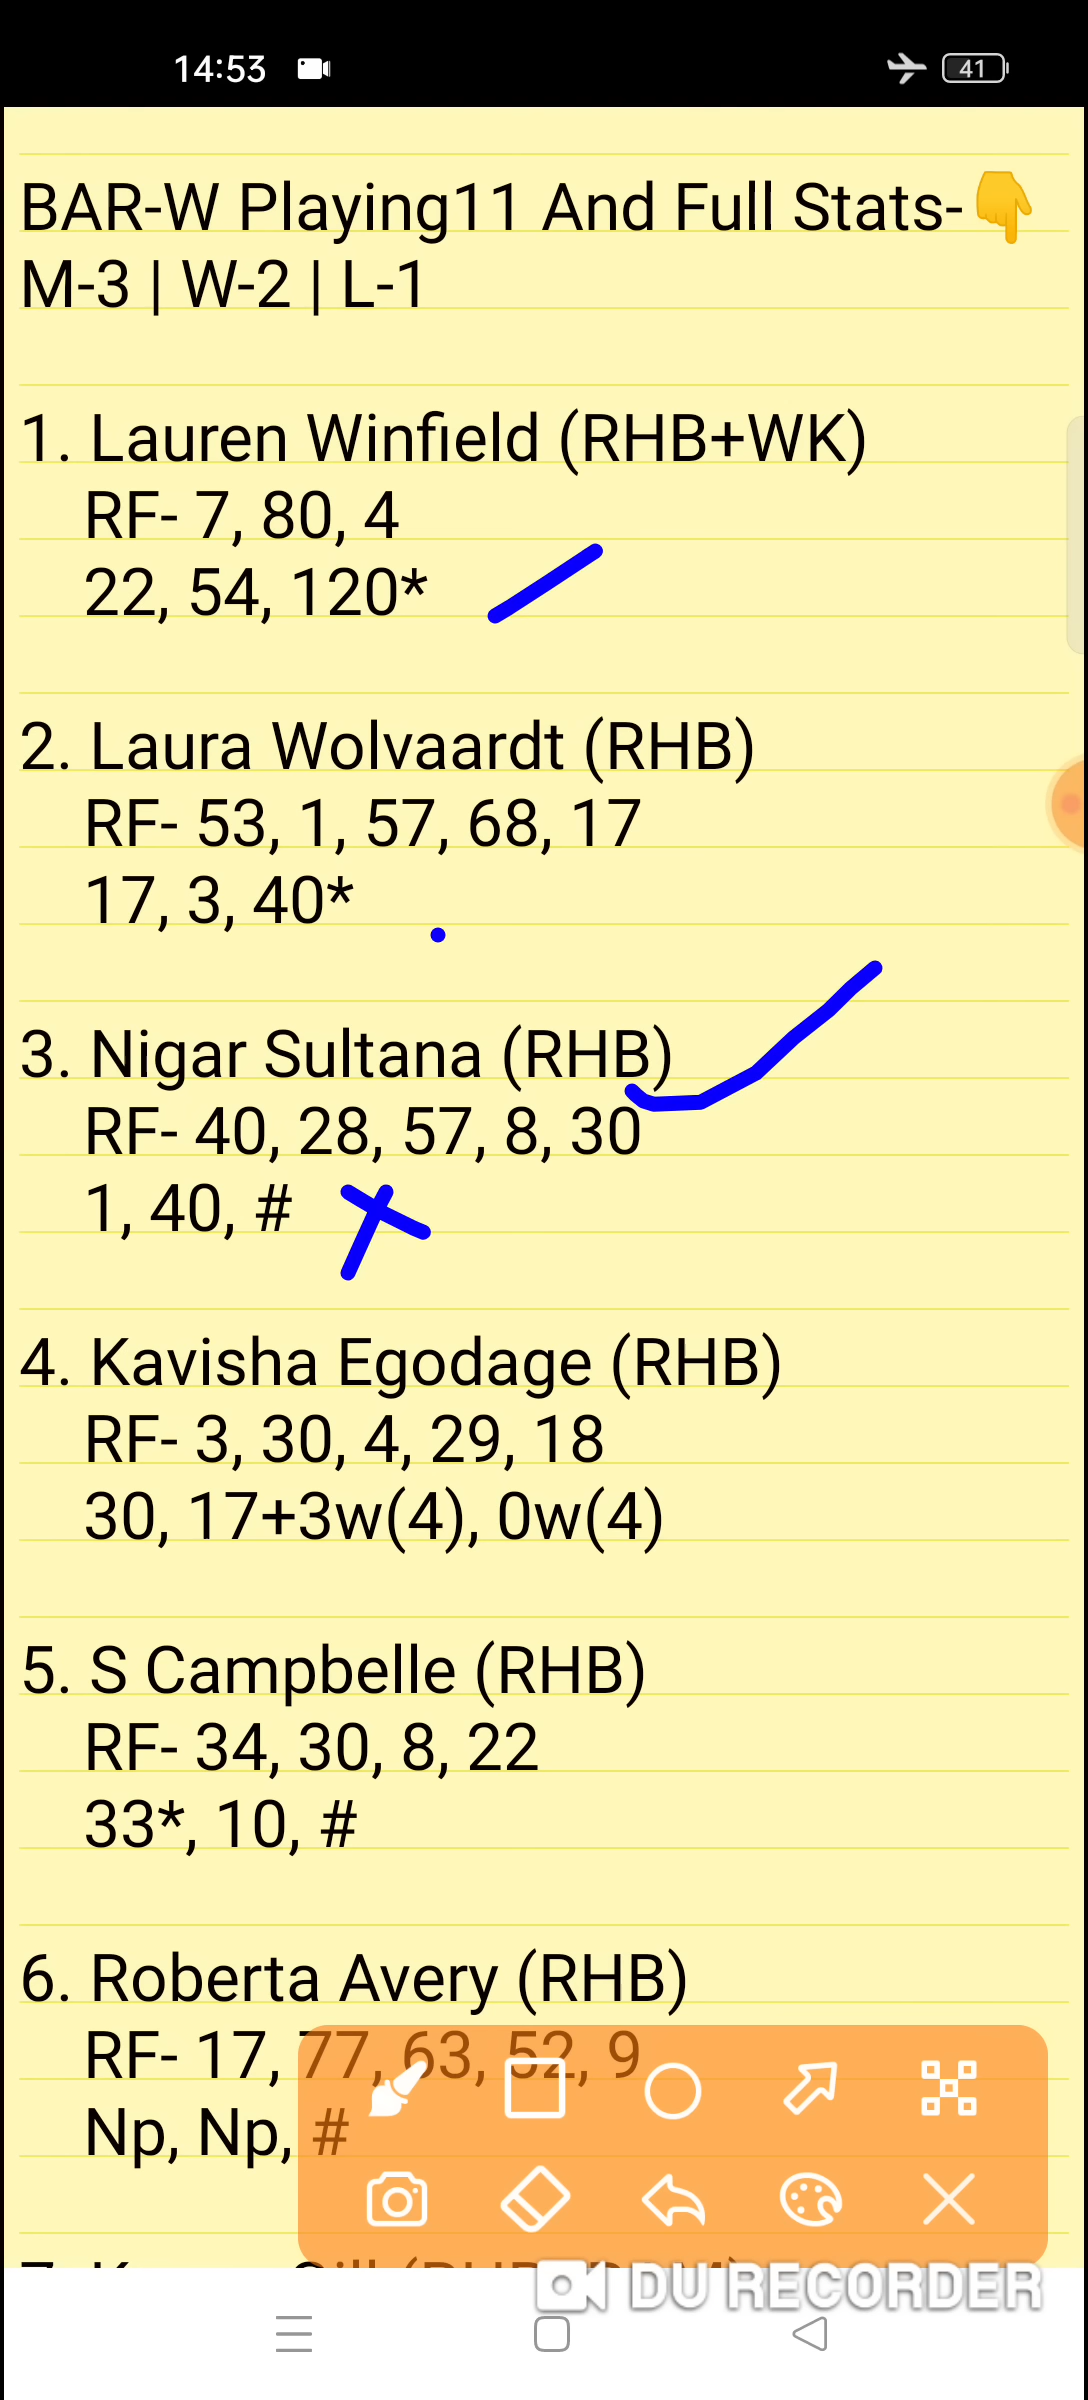 14:53
41
BAR-W Playing11 And Full Stats-👇
M-3 | W-2 | L-1
1. Lauren Winfield (RHB+WK)
RF- 7, 80, 4
22, 54, 120*
2. Laura Wolvaardt (RHB)
RF- 53, 1, 57, 68, 17
17, 3, 40*
3. Nigar Sultana (RHB)
RF- 40, 28, 57, 8, 30
1, 40, #
4. Kavisha Egodage (RHB)
RF- 3, 30, 4, 29, 18
30, 17+3w(4), 0w(4)
5. S Campbelle (RHB)
RF- 34, 30, 8, 22
33*, 10, #
6. Roberta Avery (RHB)
RF- 17, 77, 63, 52, 9
Np, Np, #
DU RECORDER